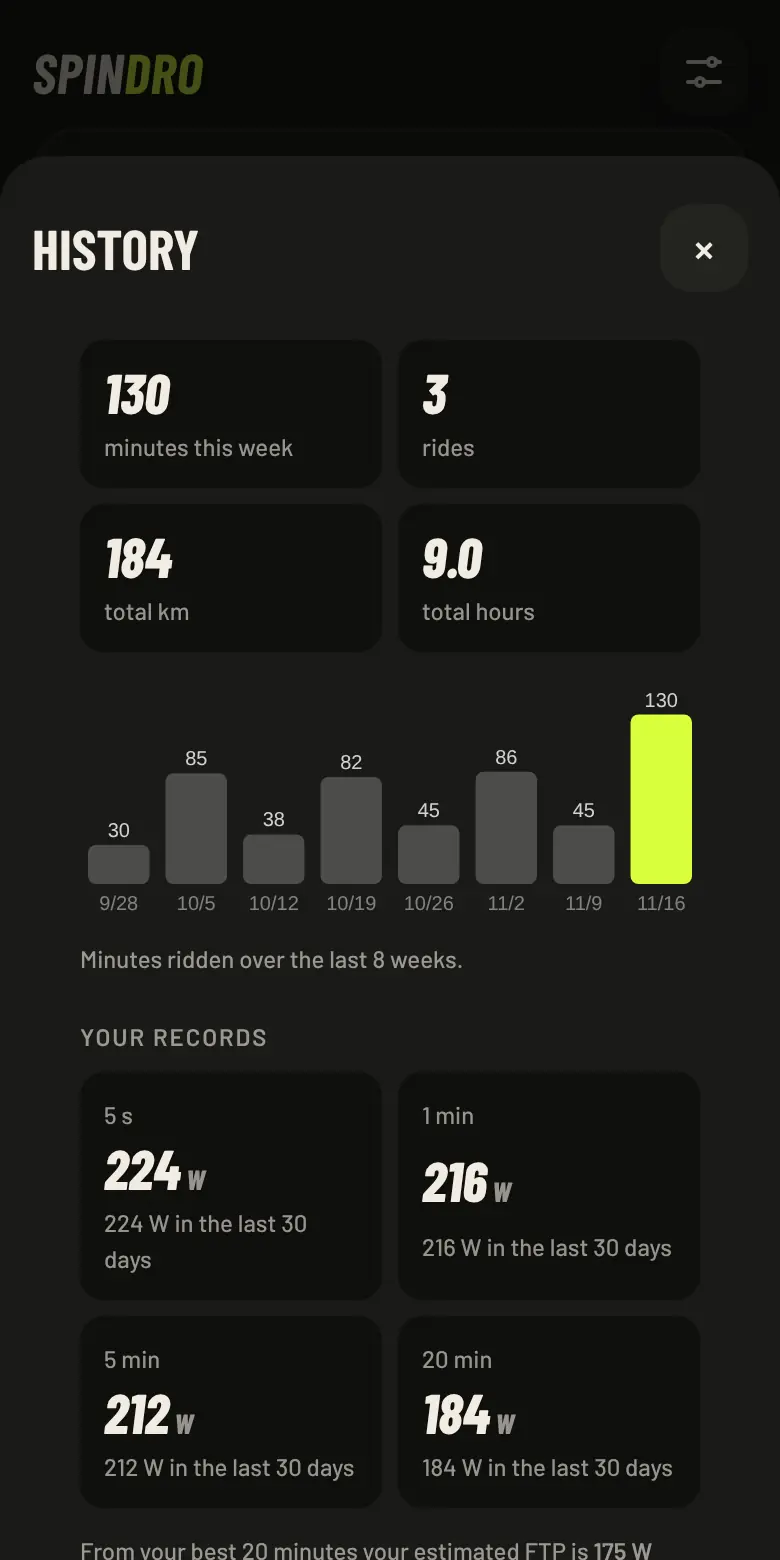 SPINDRO
HISTORY
×
130
minutes this week
3
rides
184
total km
9.0
total hours
30
85
38
82
45
86
45
130
9/28
10/5
10/12
10/19
10/26
11/2
11/9
11/16
Minutes ridden over the last 8 weeks.
YOUR RECORDS
5 s
224 W
224 W in the last 30
days
1 min
216 W
216 W in the last 30 days
5 min
212 W
212 W in the last 30 days
20 min
184 W
184 W in the last 30 days
From your best 20 minutes your estimated FTP is 175 W